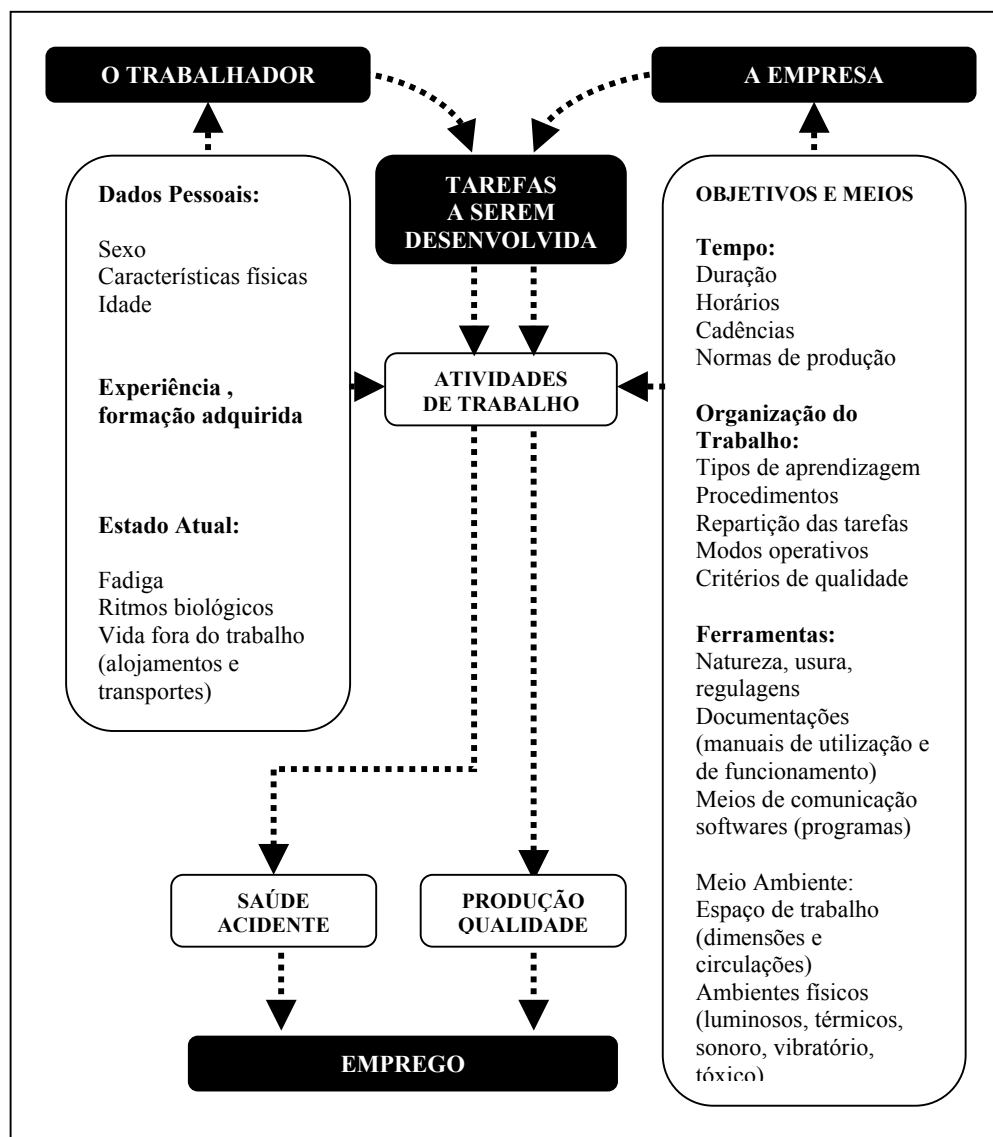 O TRABALHADOR
A EMPRESA
Dados Pessoais:
Sexo
Características físicas
Idade
Experiência ,
formação adquirida
Estado Atual:
Fadiga
Ritmos biológicos
Vida fora do trabalho
(alojamentos e
transportes)
TAREFAS
A SEREM
DESENVOLVIDA
ATIVIDADES
DE TRABALHO
OBJETIVOS E MEIOS
Tempo:
Duração
Horários
Cadências
Normas de produção
Organização do
Trabalho:
Tipos de aprendizagem
Procedimentos
Repartição das tarefas
Modos operativos
Critérios de qualidade
Ferramentas:
Natureza, usura,
regulagens
Documentações
(manuais de utilização e
de funcionamento)
Meios de comunicação
softwares (programas)
Meio Ambiente:
Espaço de trabalho
(dimensões e
circulações)
Ambientes físicos
(luminosos, térmicos,
sonoro, vibratório,
tóxico)
SAÚDE
ACIDENTE
PRODUÇÃO
QUALIDADE
EMPREGO